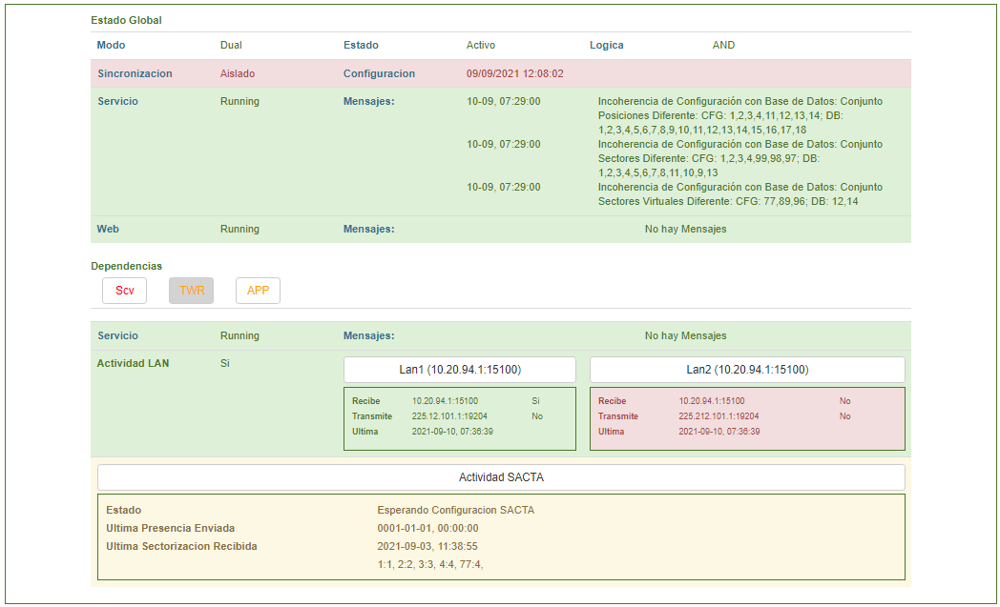 Estado Global
Modo Dual Estado Activo Logica AND
Sincronizacion Aislado Configuracion 09/09/2021 12:08:02
Servicio Running Mensajes: 10-09, 07:29:00 Incoherencia de Configuración con Base de Datos: Conjunto
Posiciones Diferente: CFG: 1,2,3,4,11,12,13,14; DB:
1,2,3,4,5,6,7,8,9,10,11,12,13,14,15,16,17,18
10-09, 07:29:00 Incoherencia de Configuración con Base de Datos: Conjunto
Sectores Diferente: CFG: 1,2,3,4,99,98,97; DB:
1,2,3,4,5,6,7,8,11,10,9,13
10-09, 07:29:00 Incoherencia de Configuración con Base de Datos: Conjunto
Sectores Virtuales Diferente: CFG: 77,89,96; DB: 12,14
Web Running Mensajes: No hay Mensajes
Dependencias
Scv TWR APP
Servicio Running Mensajes: No hay Mensajes
Actividad LAN Si Lan1 (10.20.94.1:15100) Lan2 (10.20.94.1:15100)
Recibe 10.20.94.1:15100 Si Recibe 10.20.94.1:15100 No
Transmite 225.12.101.1:19204 No Transmite 225.212.101.1:19204 No
Ultima 2021-09-10, 07:36:39 Ultima 2021-09-10, 07:36:39
Actividad SACTA
Estado Esperando Configuracion SACTA
Ultima Presencia Enviada 0001-01-01, 00:00:00
Ultima Sectorizacion Recibida 2021-09-03, 11:38:55
1:1, 2:2, 3:3, 4:4, 77:4,